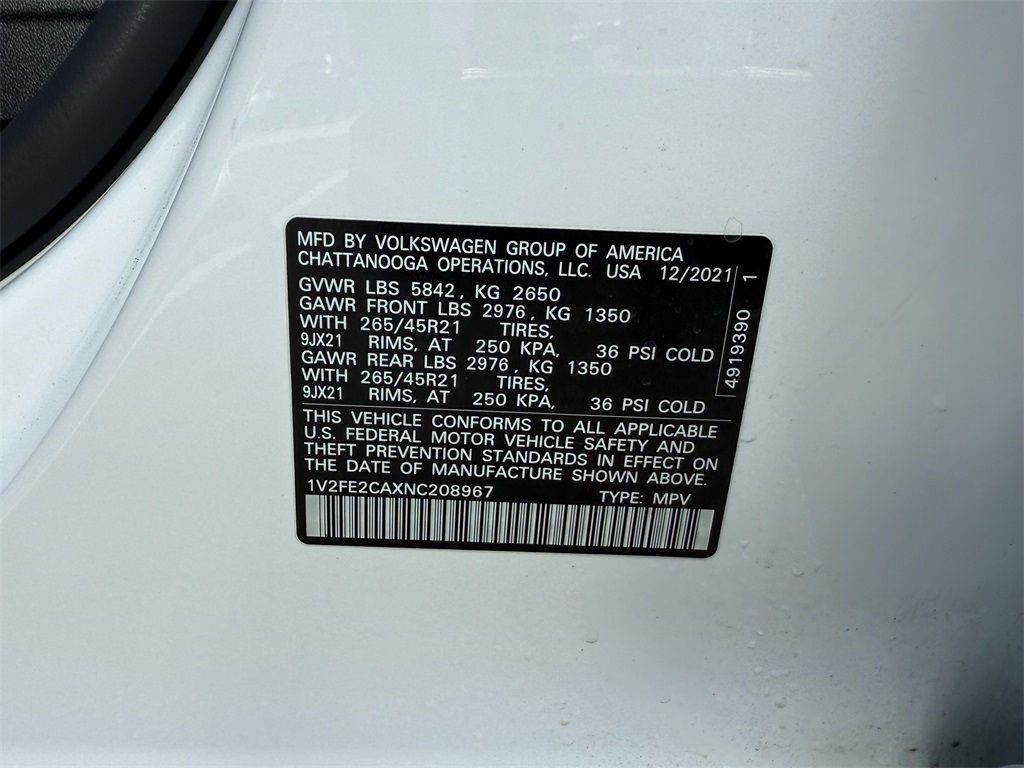 MFD BY VOLKSWAGEN GROUP OF AMERICA
CHATTANOOGA OPERATIONS, LLC. USA 12/2021
GVWR LBS 5842, KG 2650
GAWR FRONT LBS 2976, KG 1350
WITH 265/45R21 TIRES,
9JX21 RIMS, AT 250 KPA, 36 PSI COLD
GAWR REAR LBS 2976, KG 1350
WITH 265/45R21 TIRES,
9JX21 RIMS, AT 250 KPA, 36 PSI COLD
THIS VEHICLE CONFORMS TO ALL APPLICABLE
U.S. FEDERAL MOTOR VEHICLE SAFETY AND
THEFT PREVENTION STANDARDS IN EFFECT ON
THE DATE OF MANUFACTURE SHOWN ABOVE.
1V2FE2CAXNC208967 TYPE: MPV
4919390 1